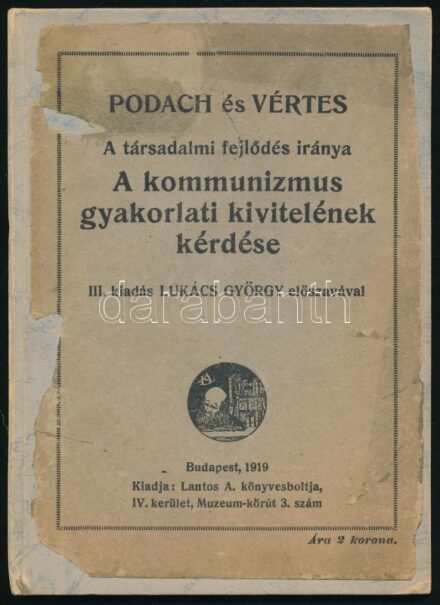 PODACH és VÉRTES
A társadalmi fejlődés iránya
A kommunizmus
gyakorlati kivitelének
kérdése
III. kiadás LUKÁCS GYÖRGY előszavával
darabanth
Budapest, 1919
Kiadja: Lantos A. könyvesboltja,
IV. kerület, Muzeum-körút 3. szám
Ára 2 korona.